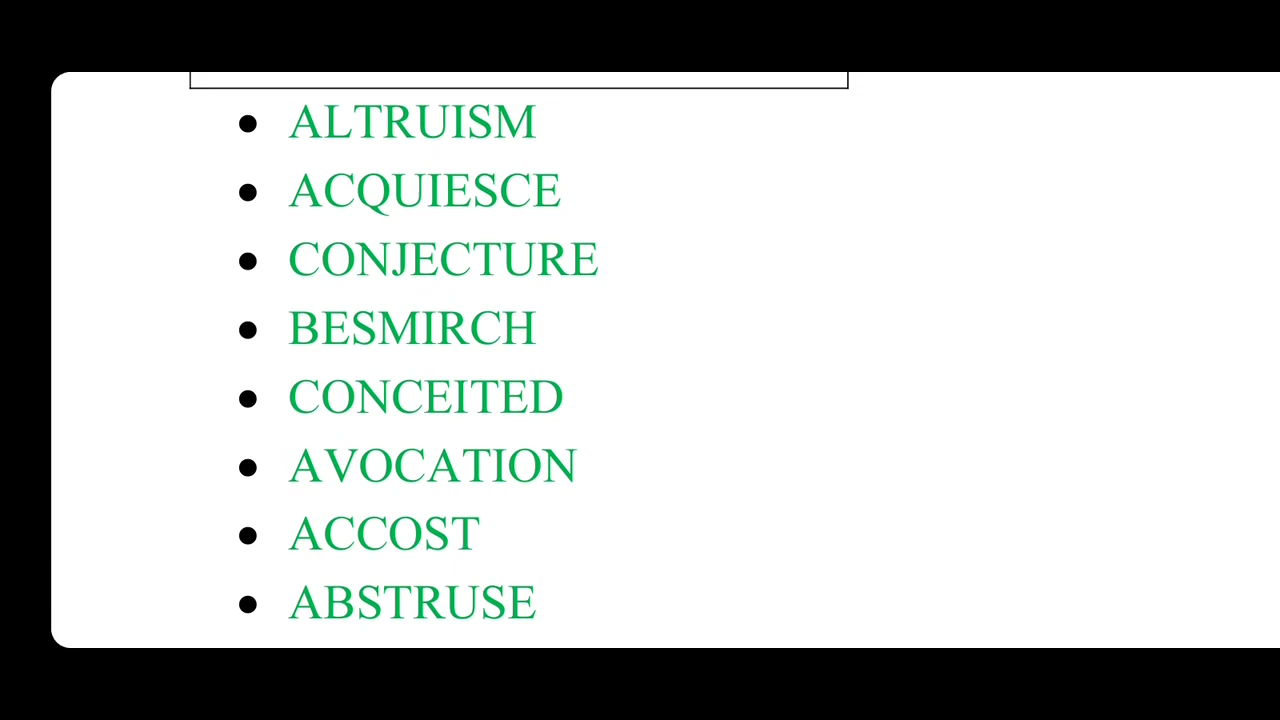 ● ALTRUISM
● ACQUIESCE
● CONJECTURE
● BESMIRCH
● CONCEITED
● AVOCATION
● ACCOST
● ABSTRUSE